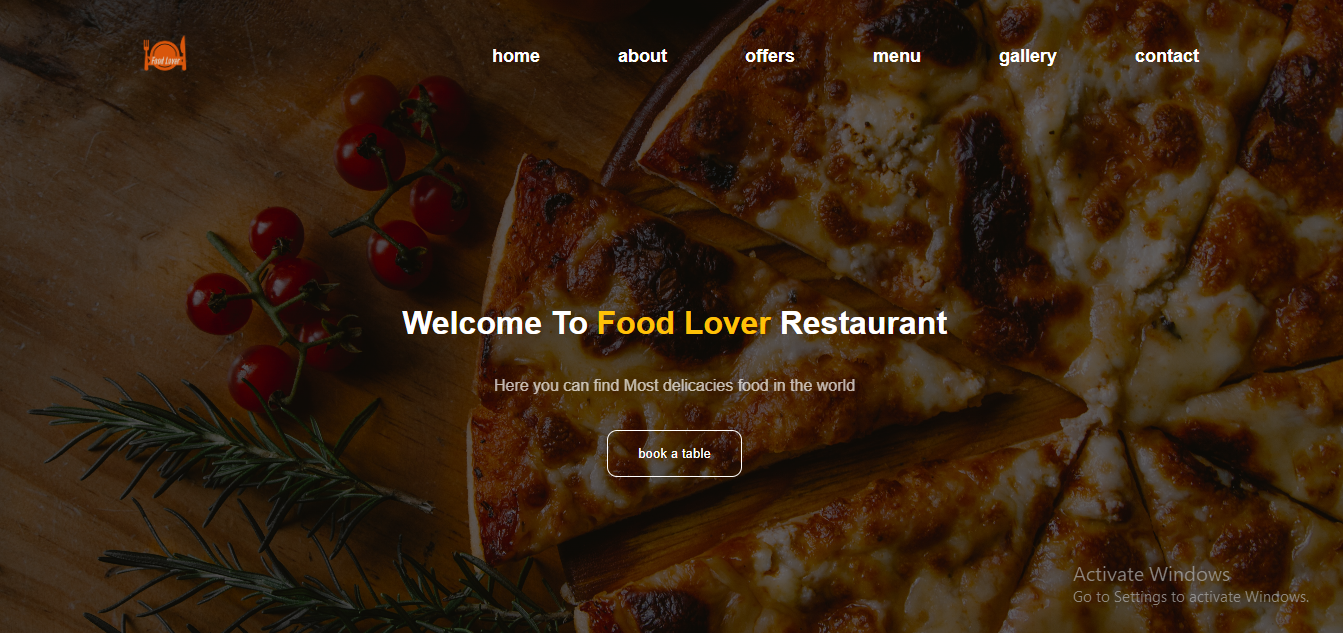 Food Lover
home about offers menu gallery contact
Welcome To Food Lover Restaurant
Here you can find Most delicacies food in the world
book a table
Activate Windows
Go to Settings to activate Windows.